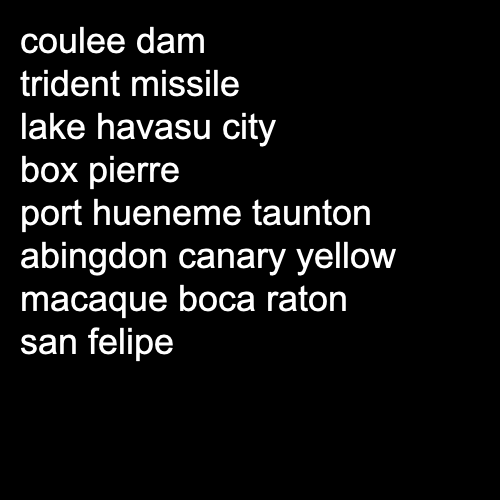 coulee dam
trident missile
lake havasu city
box pierre
port hueneme taunton
abingdon canary yellow
macaque boca raton
san felipe